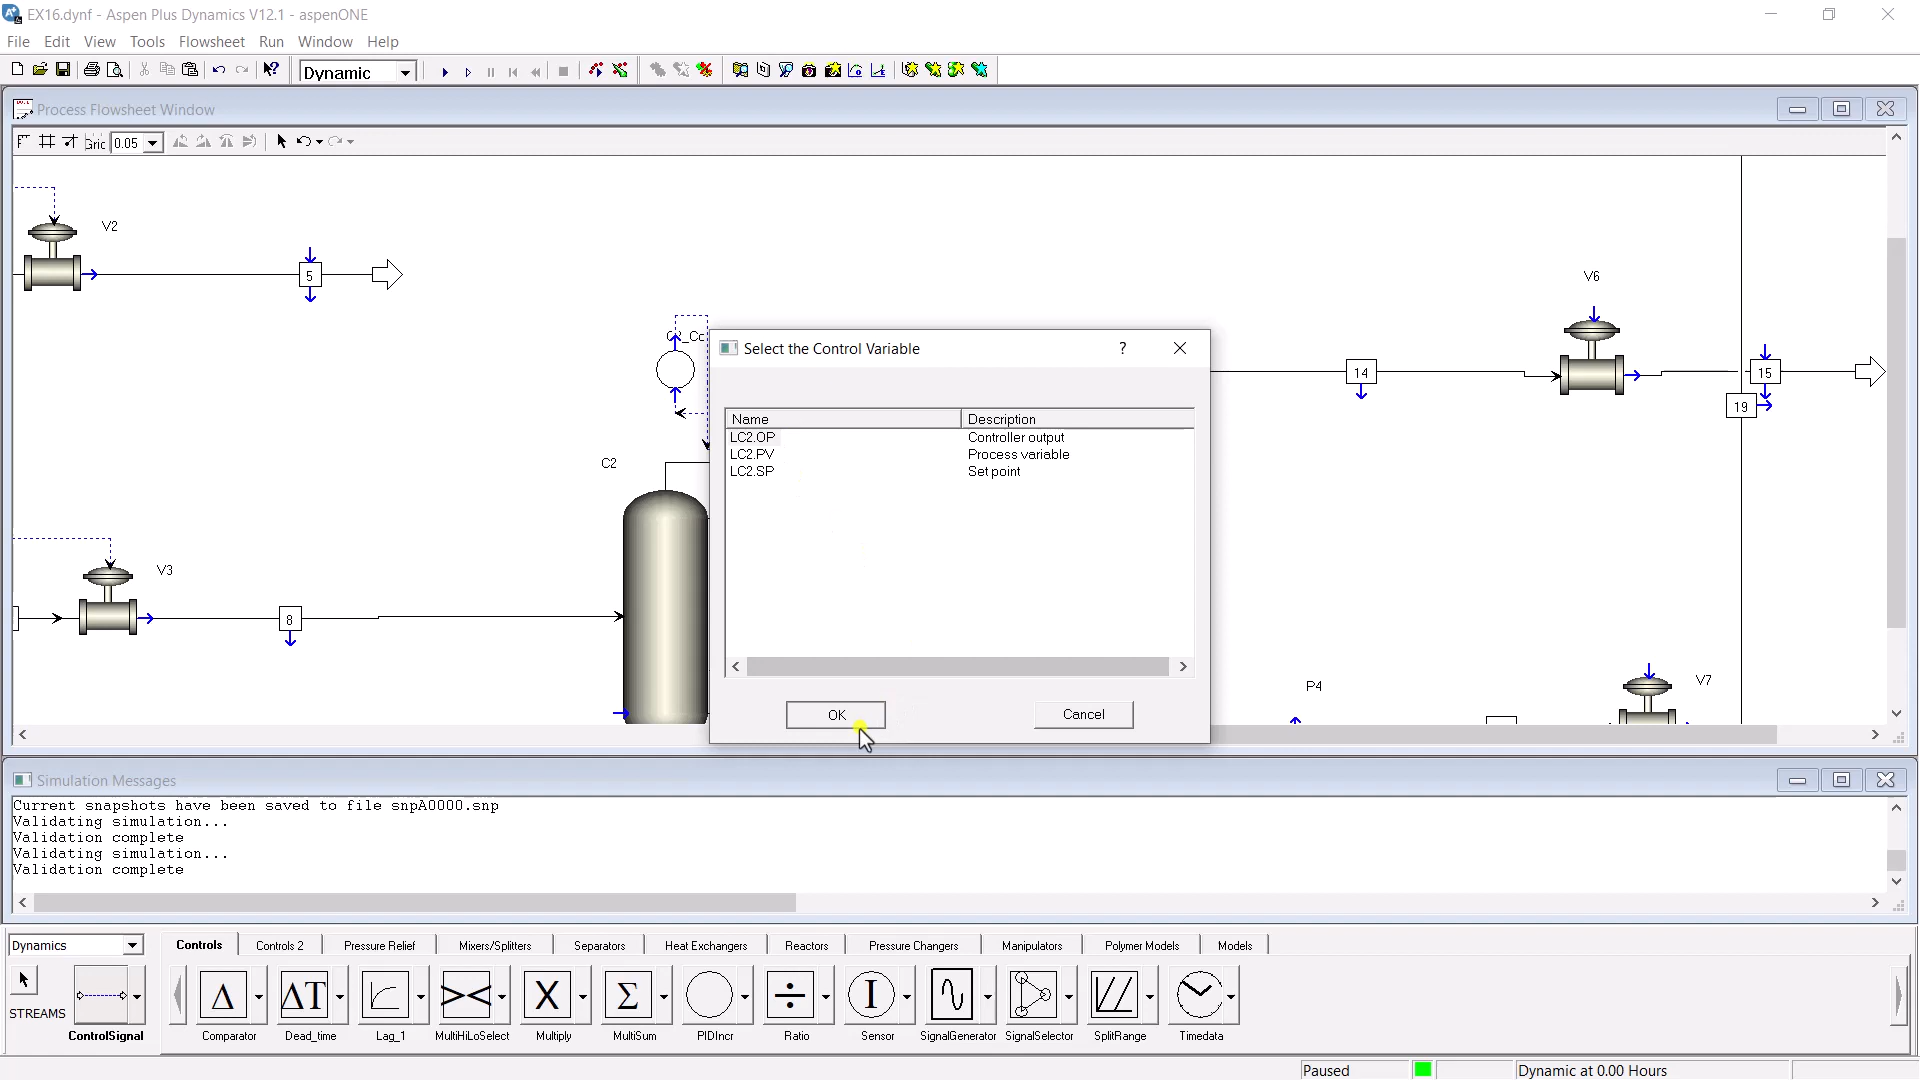 EX16.dynf - Aspen Plus Dynamics V12.1 - aspenONE
File Edit View Tools Flowsheet Run Window Help
Dynamic
Process Flowsheet Window
Gric 0.05
V2
5
V6
14
15
19
C2
V3
8
P4
V7
Select the Control Variable
?
Name Description
LC2.OP Controller output
LC2.PV Process variable
LC2.SP Set point
OK Cancel
Simulation Messages
Current snapshots have been saved to file snpA0000.snp
Validating simulation...
Validation complete
Validating simulation...
Validation complete
Dynamics Controls Controls 2 Pressure Relief Mixers/Splitters Separators Heat Exchangers Reactors Pressure Changers Manipulators Polymer Models Models
Δ ΔT >< X Σ ÷ I
STREAMS
ControlSignal Comparator Dead_time Lag_1 MultiHiLoSelect Multiply MultiSum PIDIncr Ratio Sensor SignalGenerator SignalSelector SplitRange Timedata
Paused Dynamic at 0.00 Hours